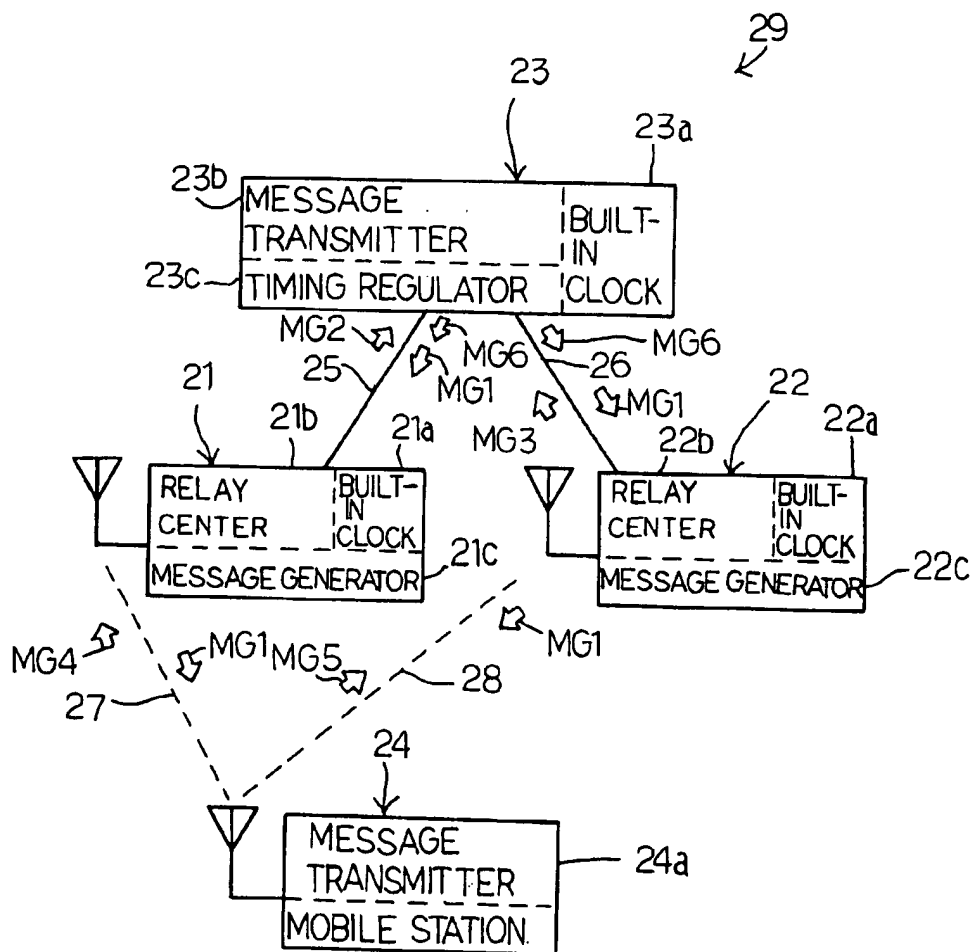 29
23
23a
23b
MESSAGE
TRANSMITTER
BUILT-
IN
CLOCK
23c
TIMING REGULATOR
MG2
MG6
MG6
25
MG1
26
MG1
21
21b
21a
MG3
22b
22
22a
RELAY
CENTER
BUILT-
IN
CLOCK
RELAY
CENTER
BUILT-
IN
CLOCK
MESSAGE GENERATOR
21c
MESSAGE GENERATOR
22c
MG4
MG1
MG5
MG1
27
28
24
MESSAGE
TRANSMITTER
24a
MOBILE STATION